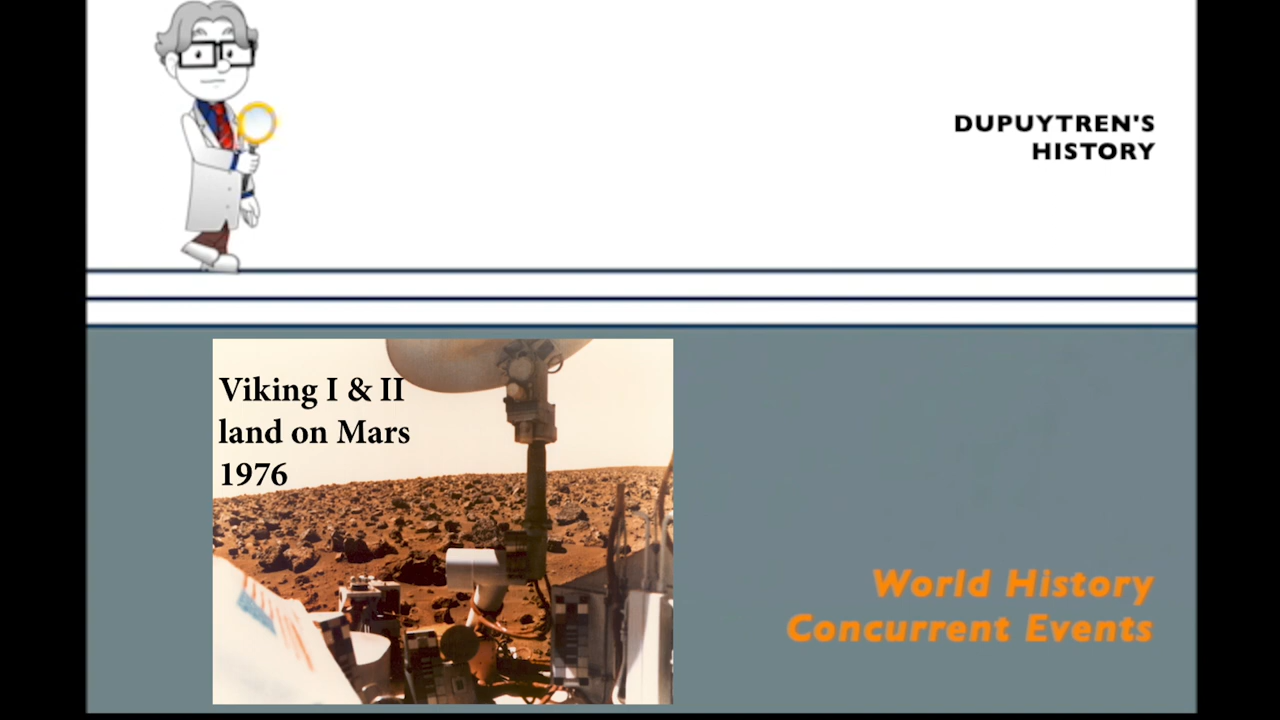 DUPUYTREN'S
HISTORY
Viking I & II
land on Mars
1976
World History
Concurrent Events